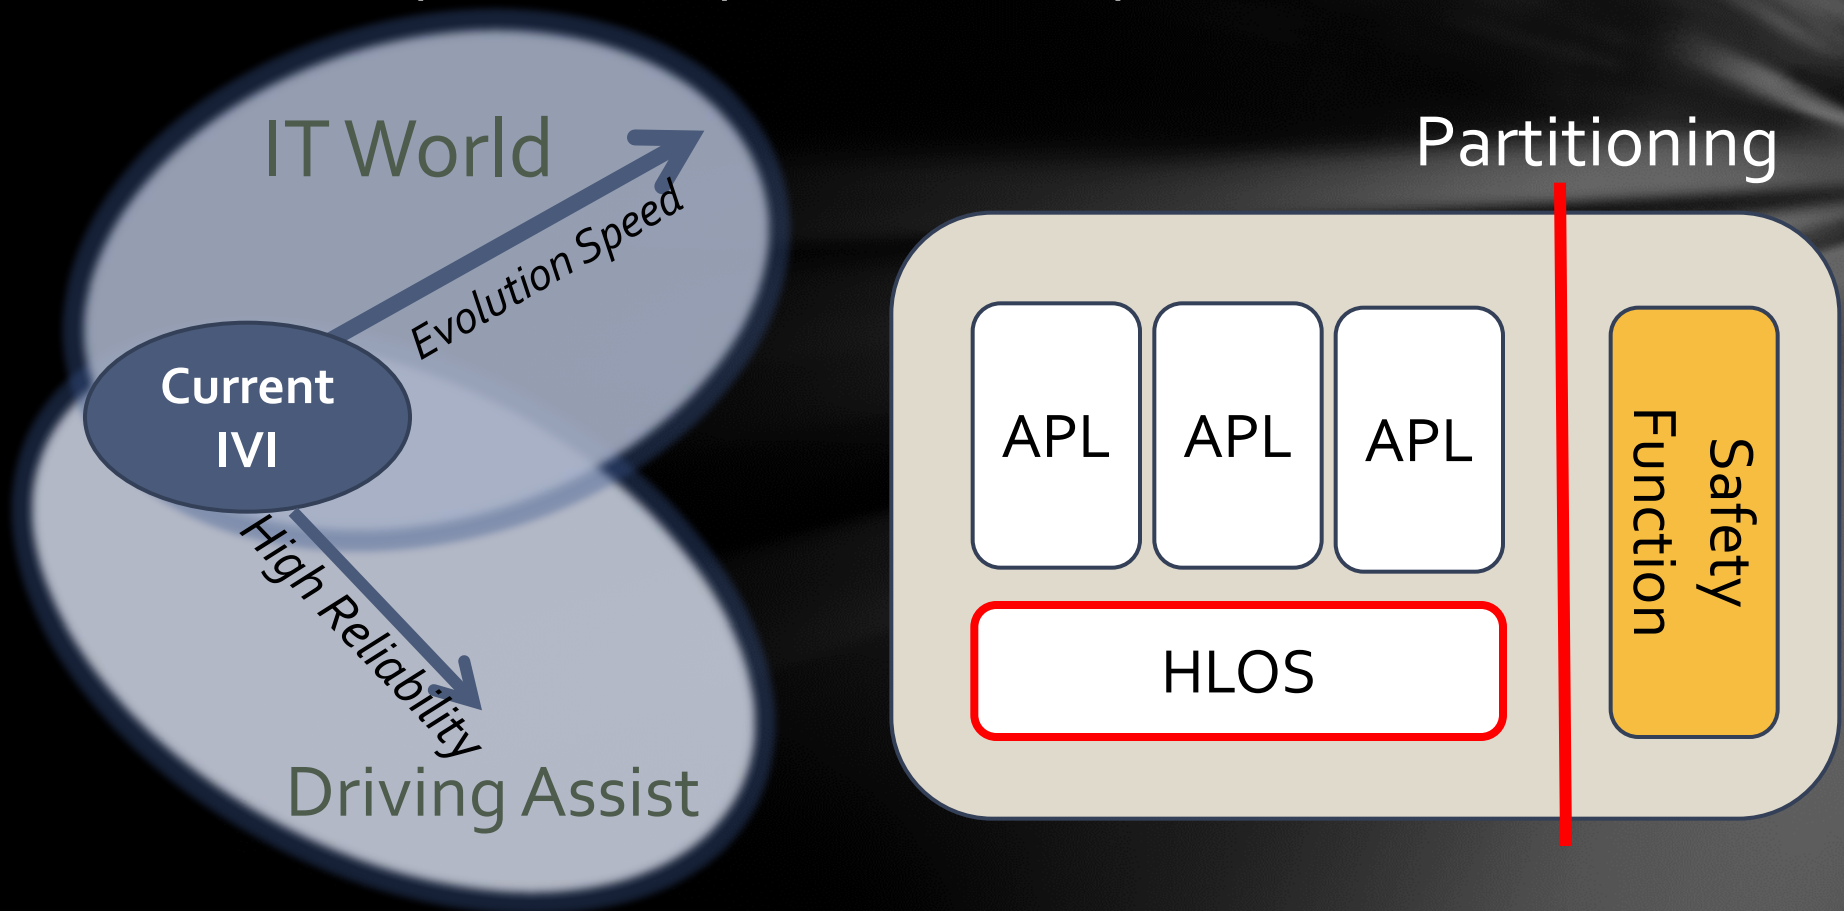 IT World
Evolution Speed
Current
IVI
High Reliability
Driving Assist
Partitioning
APL
APL
APL
HLOS
Safety
Function